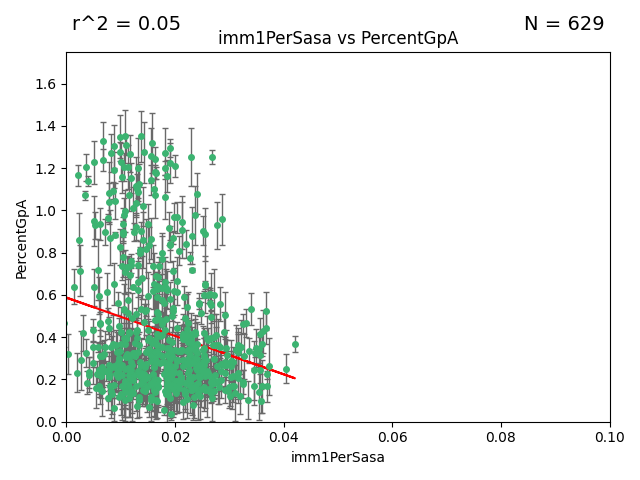 r^2 = 0.05
N = 629
imm1PerSasa vs PercentGpA
PercentGpA
1.6
1.4
1.2
1.0
0.8
0.6
0.4
0.2
0.0
0.00 0.02 0.04 0.06 0.08 0.10
imm1PerSasa